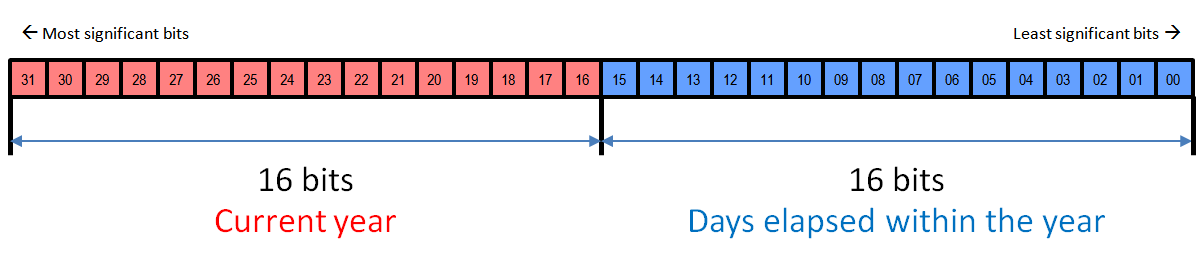 ← Most significant bits
Least significant bits →
31 30 29 28 27 26 25 24 23 22 21 20 19 18 17 16 15 14 13 12 11 10 09 08 07 06 05 04 03 02 01 00
16 bits
Current year
16 bits
Days elapsed within the year